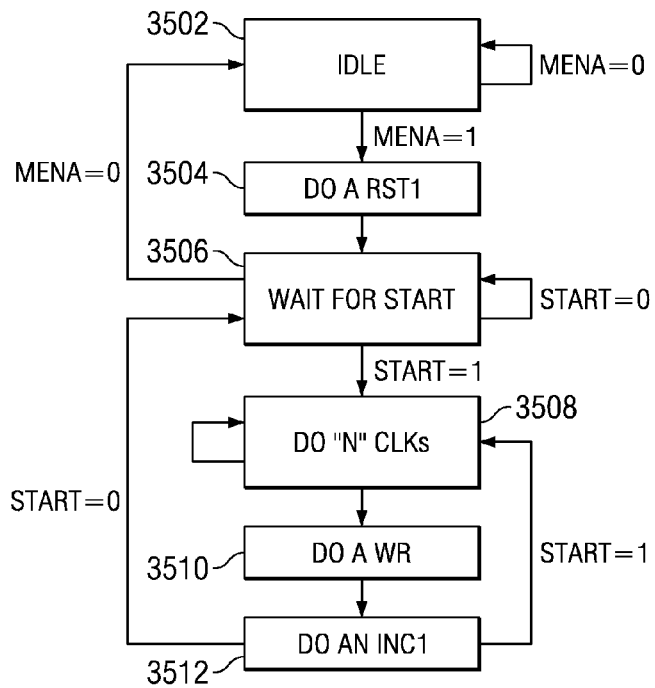 3502
IDLE
MENA=0
MENA=1
MENA=0
3504
DO A RST1
3506
WAIT FOR START
START=0
START=1
3508
DO "N" CLKs
START=0
DO A WR
3510
START=1
DO AN INC1
3512